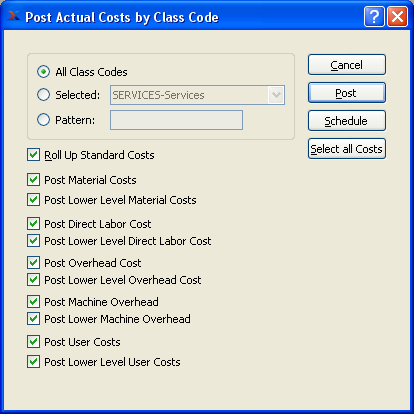 Post Actual Costs by Class Code
All Class Codes
Selected: SERVICES-Services
Pattern:
Cancel
Post
Schedule
Select all Costs
Roll Up Standard Costs
Post Material Costs
Post Lower Level Material Costs
Post Direct Labor Cost
Post Lower Level Direct Labor Cost
Post Overhead Cost
Post Lower Level Overhead Cost
Post Machine Overhead
Post Lower Machine Overhead
Post User Costs
Post Lower Level User Costs